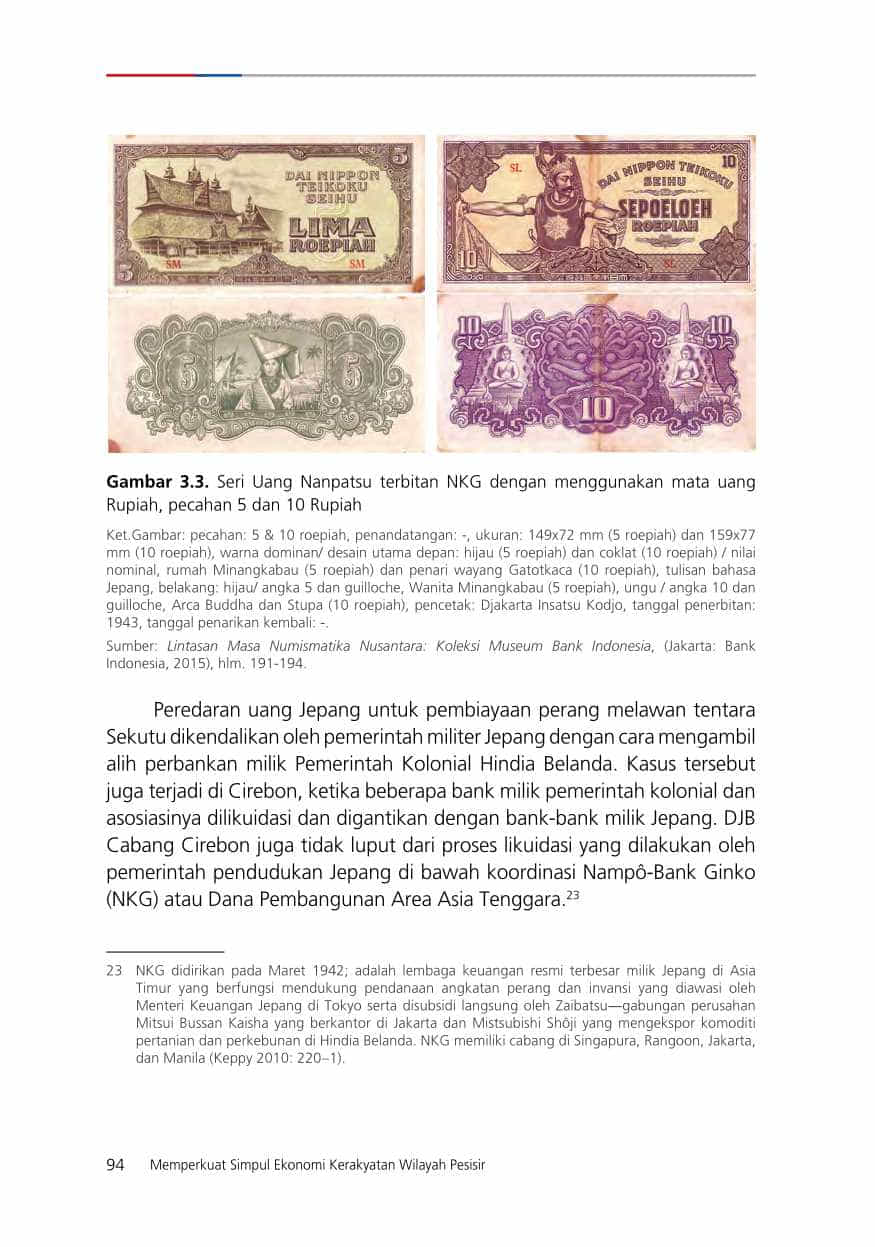 5
DAI NIPPON
TEIKOKU
SEIHU
LIMA
ROEPIAH
SM
SM
5
SL
10
DAI NIPPON TEIKOKU
SEIHU
SEPOELOEH
ROEPIAH
10
SL
5
5
10
10
10
Gambar 3.3. Seri Uang Nanpatsu terbitan NKG dengan menggunakan mata uang
Rupiah, pecahan 5 dan 10 Rupiah
Ket.Gambar: pecahan: 5 & 10 roepiah, penandatangan: -, ukuran: 149x72 mm (5 roepiah) dan 159x77
mm (10 roepiah), warna dominan/ desain utama depan: hijau (5 roepiah) dan coklat (10 roepiah) / nilai
nominal, rumah Minangkabau (5 roepiah) dan penari wayang Gatotkaca (10 roepiah), tulisan bahasa
Jepang, belakang: hijau/ angka 5 dan guilloche, Wanita Minangkabau (5 roepiah), ungu / angka 10 dan
guilloche, Arca Buddha dan Stupa (10 roepiah), pencetak: Djakarta Insatsu Kodjo, tanggal penerbitan:
1943, tanggal penarikan kembali: -.
Sumber: Lintasan Masa Numismatika Nusantara: Koleksi Museum Bank Indonesia, (Jakarta: Bank
Indonesia, 2015), hlm. 191-194.
Peredaran uang Jepang untuk pembiayaan perang melawan tentara
Sekutu dikendalikan oleh pemerintah militer Jepang dengan cara mengambil
alih perbankan milik Pemerintah Kolonial Hindia Belanda. Kasus tersebut
juga terjadi di Cirebon, ketika beberapa bank milik pemerintah kolonial dan
asosiasinya dilikuidasi dan digantikan dengan bank-bank milik Jepang. DJB
Cabang Cirebon juga tidak luput dari proses likuidasi yang dilakukan oleh
pemerintah pendudukan Jepang di bawah koordinasi Nampô-Bank Ginko
(NKG) atau Dana Pembangunan Area Asia Tenggara.23
23 NKG didirikan pada Maret 1942; adalah lembaga keuangan resmi terbesar milik Jepang di Asia
Timur yang berfungsi mendukung pendanaan angkatan perang dan invansi yang diawasi oleh
Menteri Keuangan Jepang di Tokyo serta disubsidi langsung oleh Zaibatsu—gabungan perusahan
Mitsui Bussan Kaisha yang berkantor di Jakarta dan Mistsubishi Shôji yang mengekspor komoditi
pertanian dan perkebunan di Hindia Belanda. NKG memiliki cabang di Singapura, Rangoon, Jakarta,
dan Manila (Keppy 2010: 220–1).
94 Memperkuat Simpul Ekonomi Kerakyatan Wilayah Pesisir